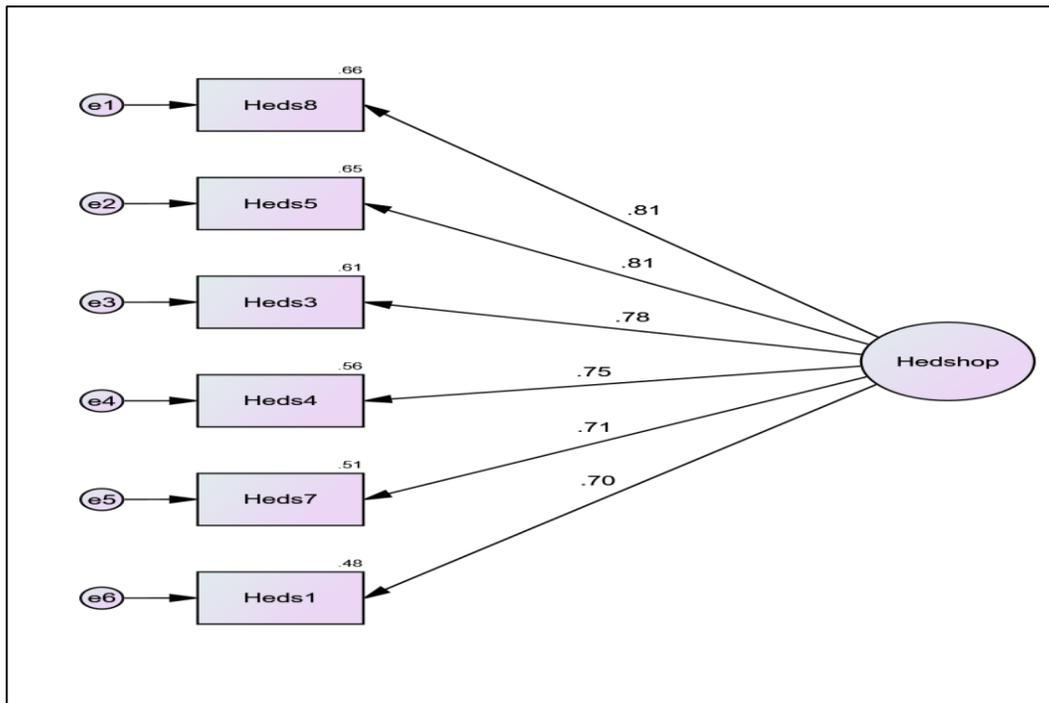 .66
e1 Heds8
.81
.65
e2 Heds5
.81
.61
e3 Heds3
.78
Hedshop
.56
e4 Heds4
.75
.51
e5 Heds7
.71
.48
e6 Heds1
.70